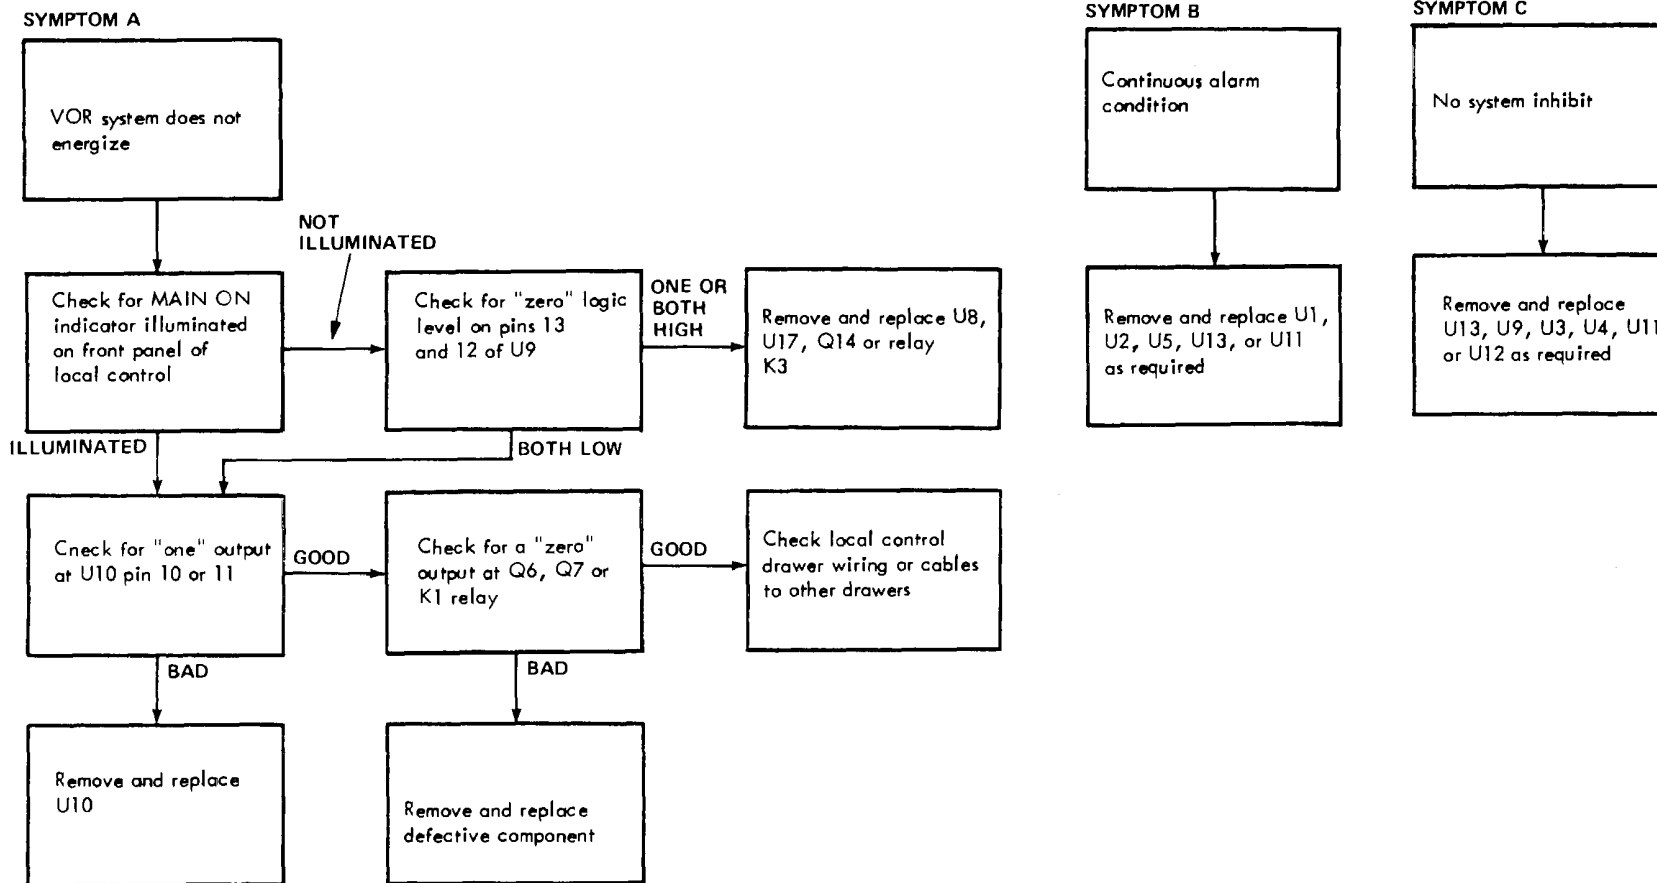 SYMPTOM A
VOR system does not
energize
NOT
ILLUMINATED
Check for MAIN ON
indicator illuminated
on front panel of
local control
Check for "zero" logic
level on pins 13
and 12 of U9
ONE OR
BOTH
HIGH
Remove and replace U8,
U17, Q14 or relay
K3
ILLUMINATED
BOTH LOW
Cneck for "one" output
at U10 pin 10 or 11
GOOD
Check for a "zero"
output at Q6, Q7 or
K1 relay
GOOD
Check local control
drawer wiring or cables
to other drawers
BAD
BAD
Remove and replace
U10
Remove and replace
defective component
SYMPTOM B
Continuous alarm
condition
Remove and replace U1,
U2, U5, U13, or U11
as required
SYMPTOM C
No system inhibit
Remove and replace
U13, U9, U3, U4, U11
or U12 as required